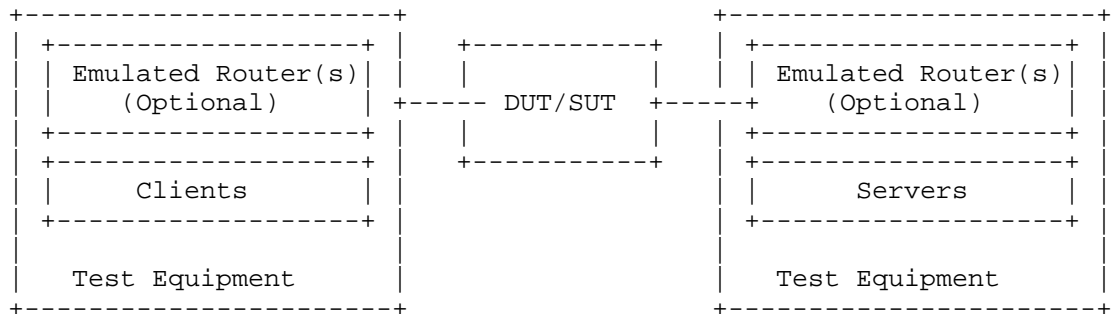 Emulated Router(s) Emulated Router(s)
(Optional) DUT/SUT (Optional)
Clients Servers
Test Equipment Test Equipment